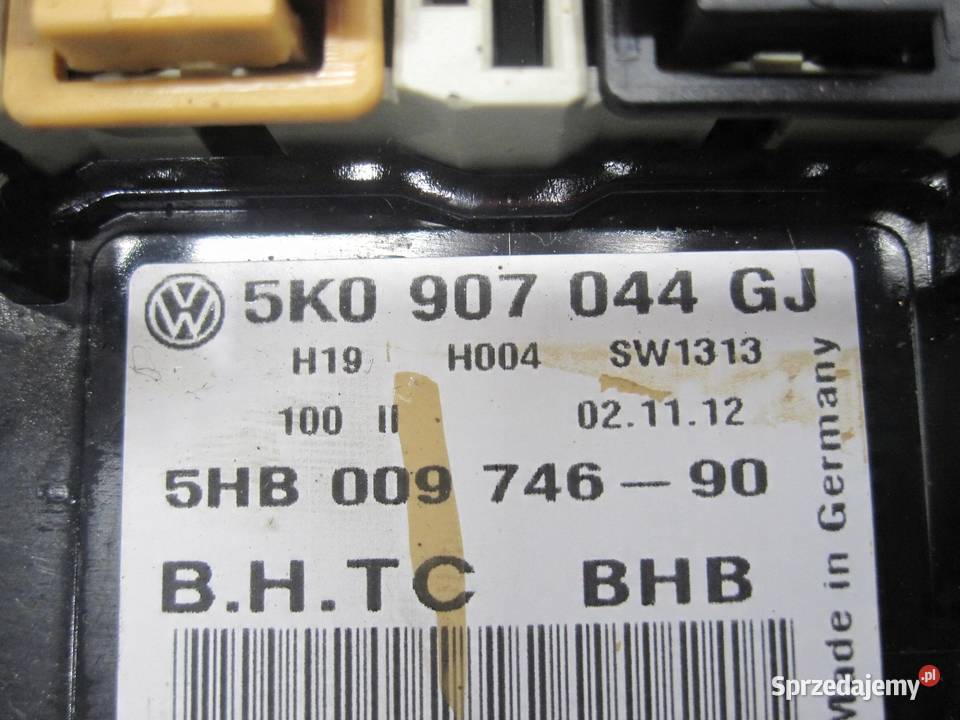 5K0 907 044 GJ
H19 H004 SW1313
100 II 02.11.12
5HB 009 746-90
B.H.TC BHB
Made in Germany
Sprzedajemy.pl